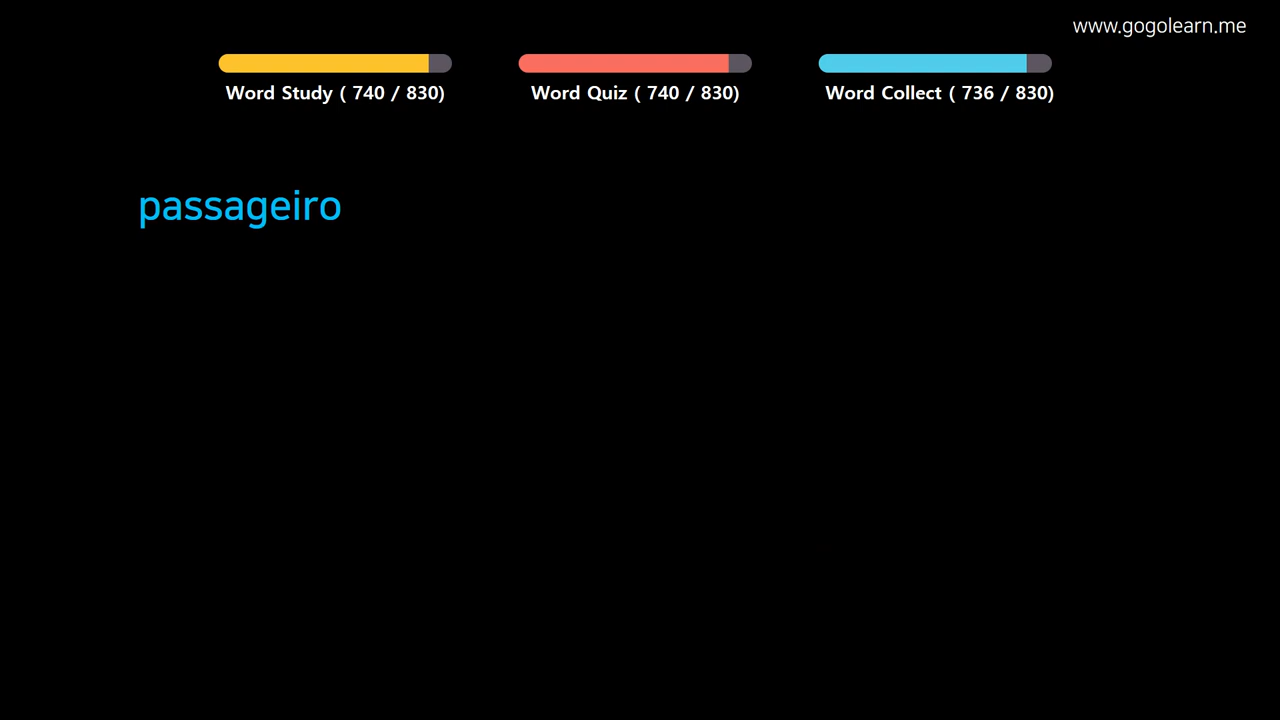 www.gogolearn.me
Word Study ( 740 / 830)
Word Quiz ( 740 / 830)
Word Collect ( 736 / 830)
passageiro